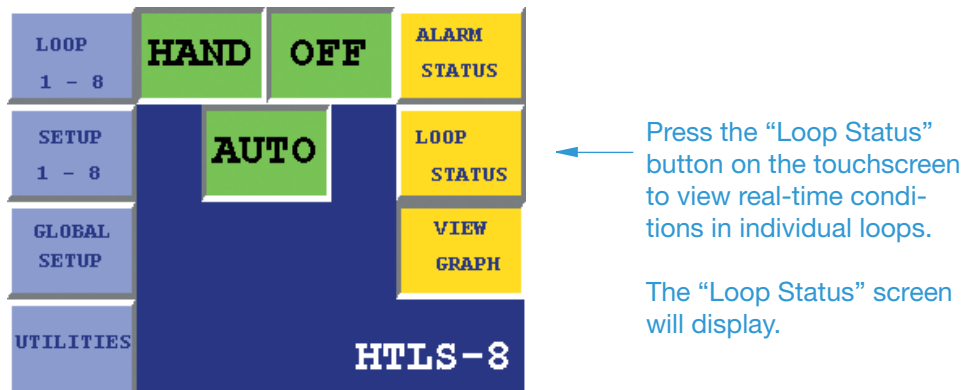 LOOP
1 - 8
HAND
OFF
ALARM
STATUS
SETUP
1 - 8
AUTO
LOOP
STATUS
GLOBAL
SETUP
VIEW
GRAPH
UTILITIES
HTLS-8
Press the “Loop Status”
button on the touchscreen
to view real-time condi-
tions in individual loops.
The “Loop Status” screen
will display.